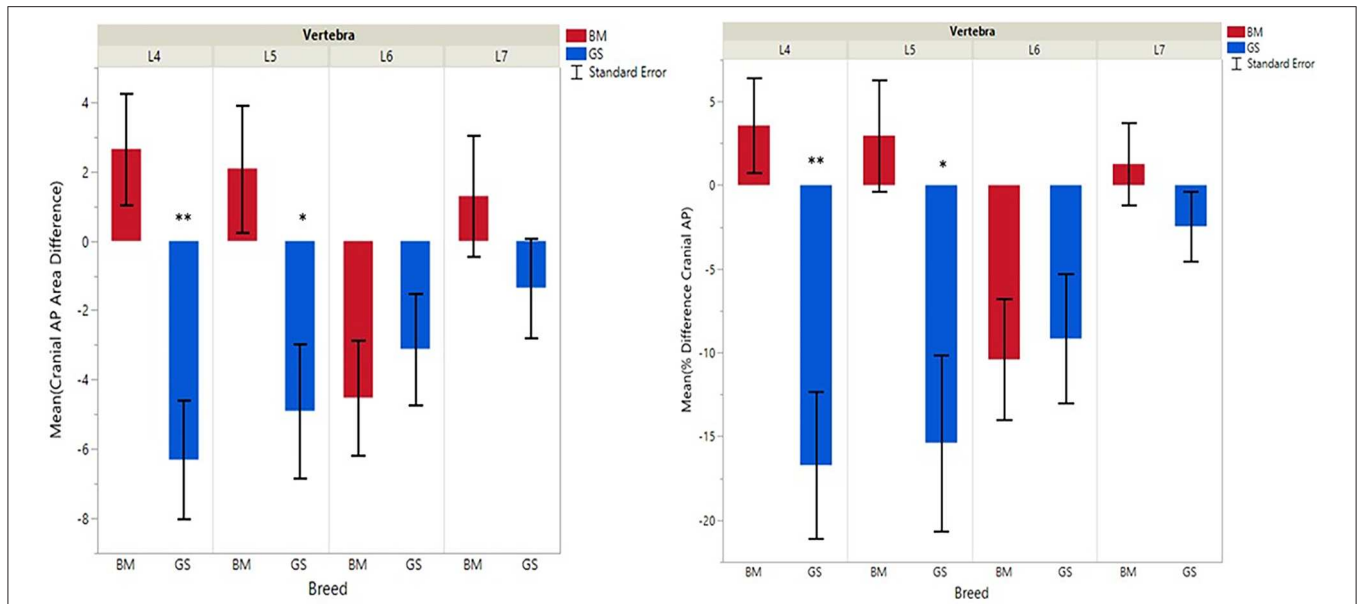 Vertebra
L4 L5 L6 L7
BM
GS
Standard Error
Mean(Cranial AP Area Difference)
4
2
0
-2
-4
-6
-8
** *
BM GS BM GS BM GS BM GS
Breed
Vertebra
L4 L5 L6 L7
BM
GS
Standard Error
Mean(% Difference Cranial AP)
5
0
-5
-10
-15
-20
** *
BM GS BM GS BM GS BM GS
Breed